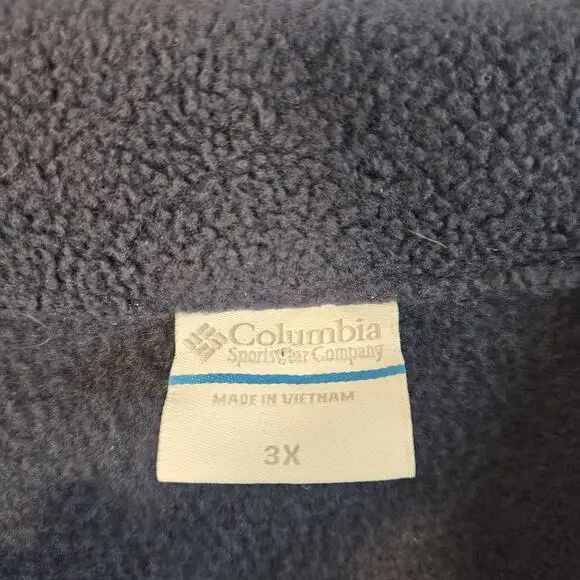 Columbia
Sportswear Company
MADE IN VIETNAM
3X